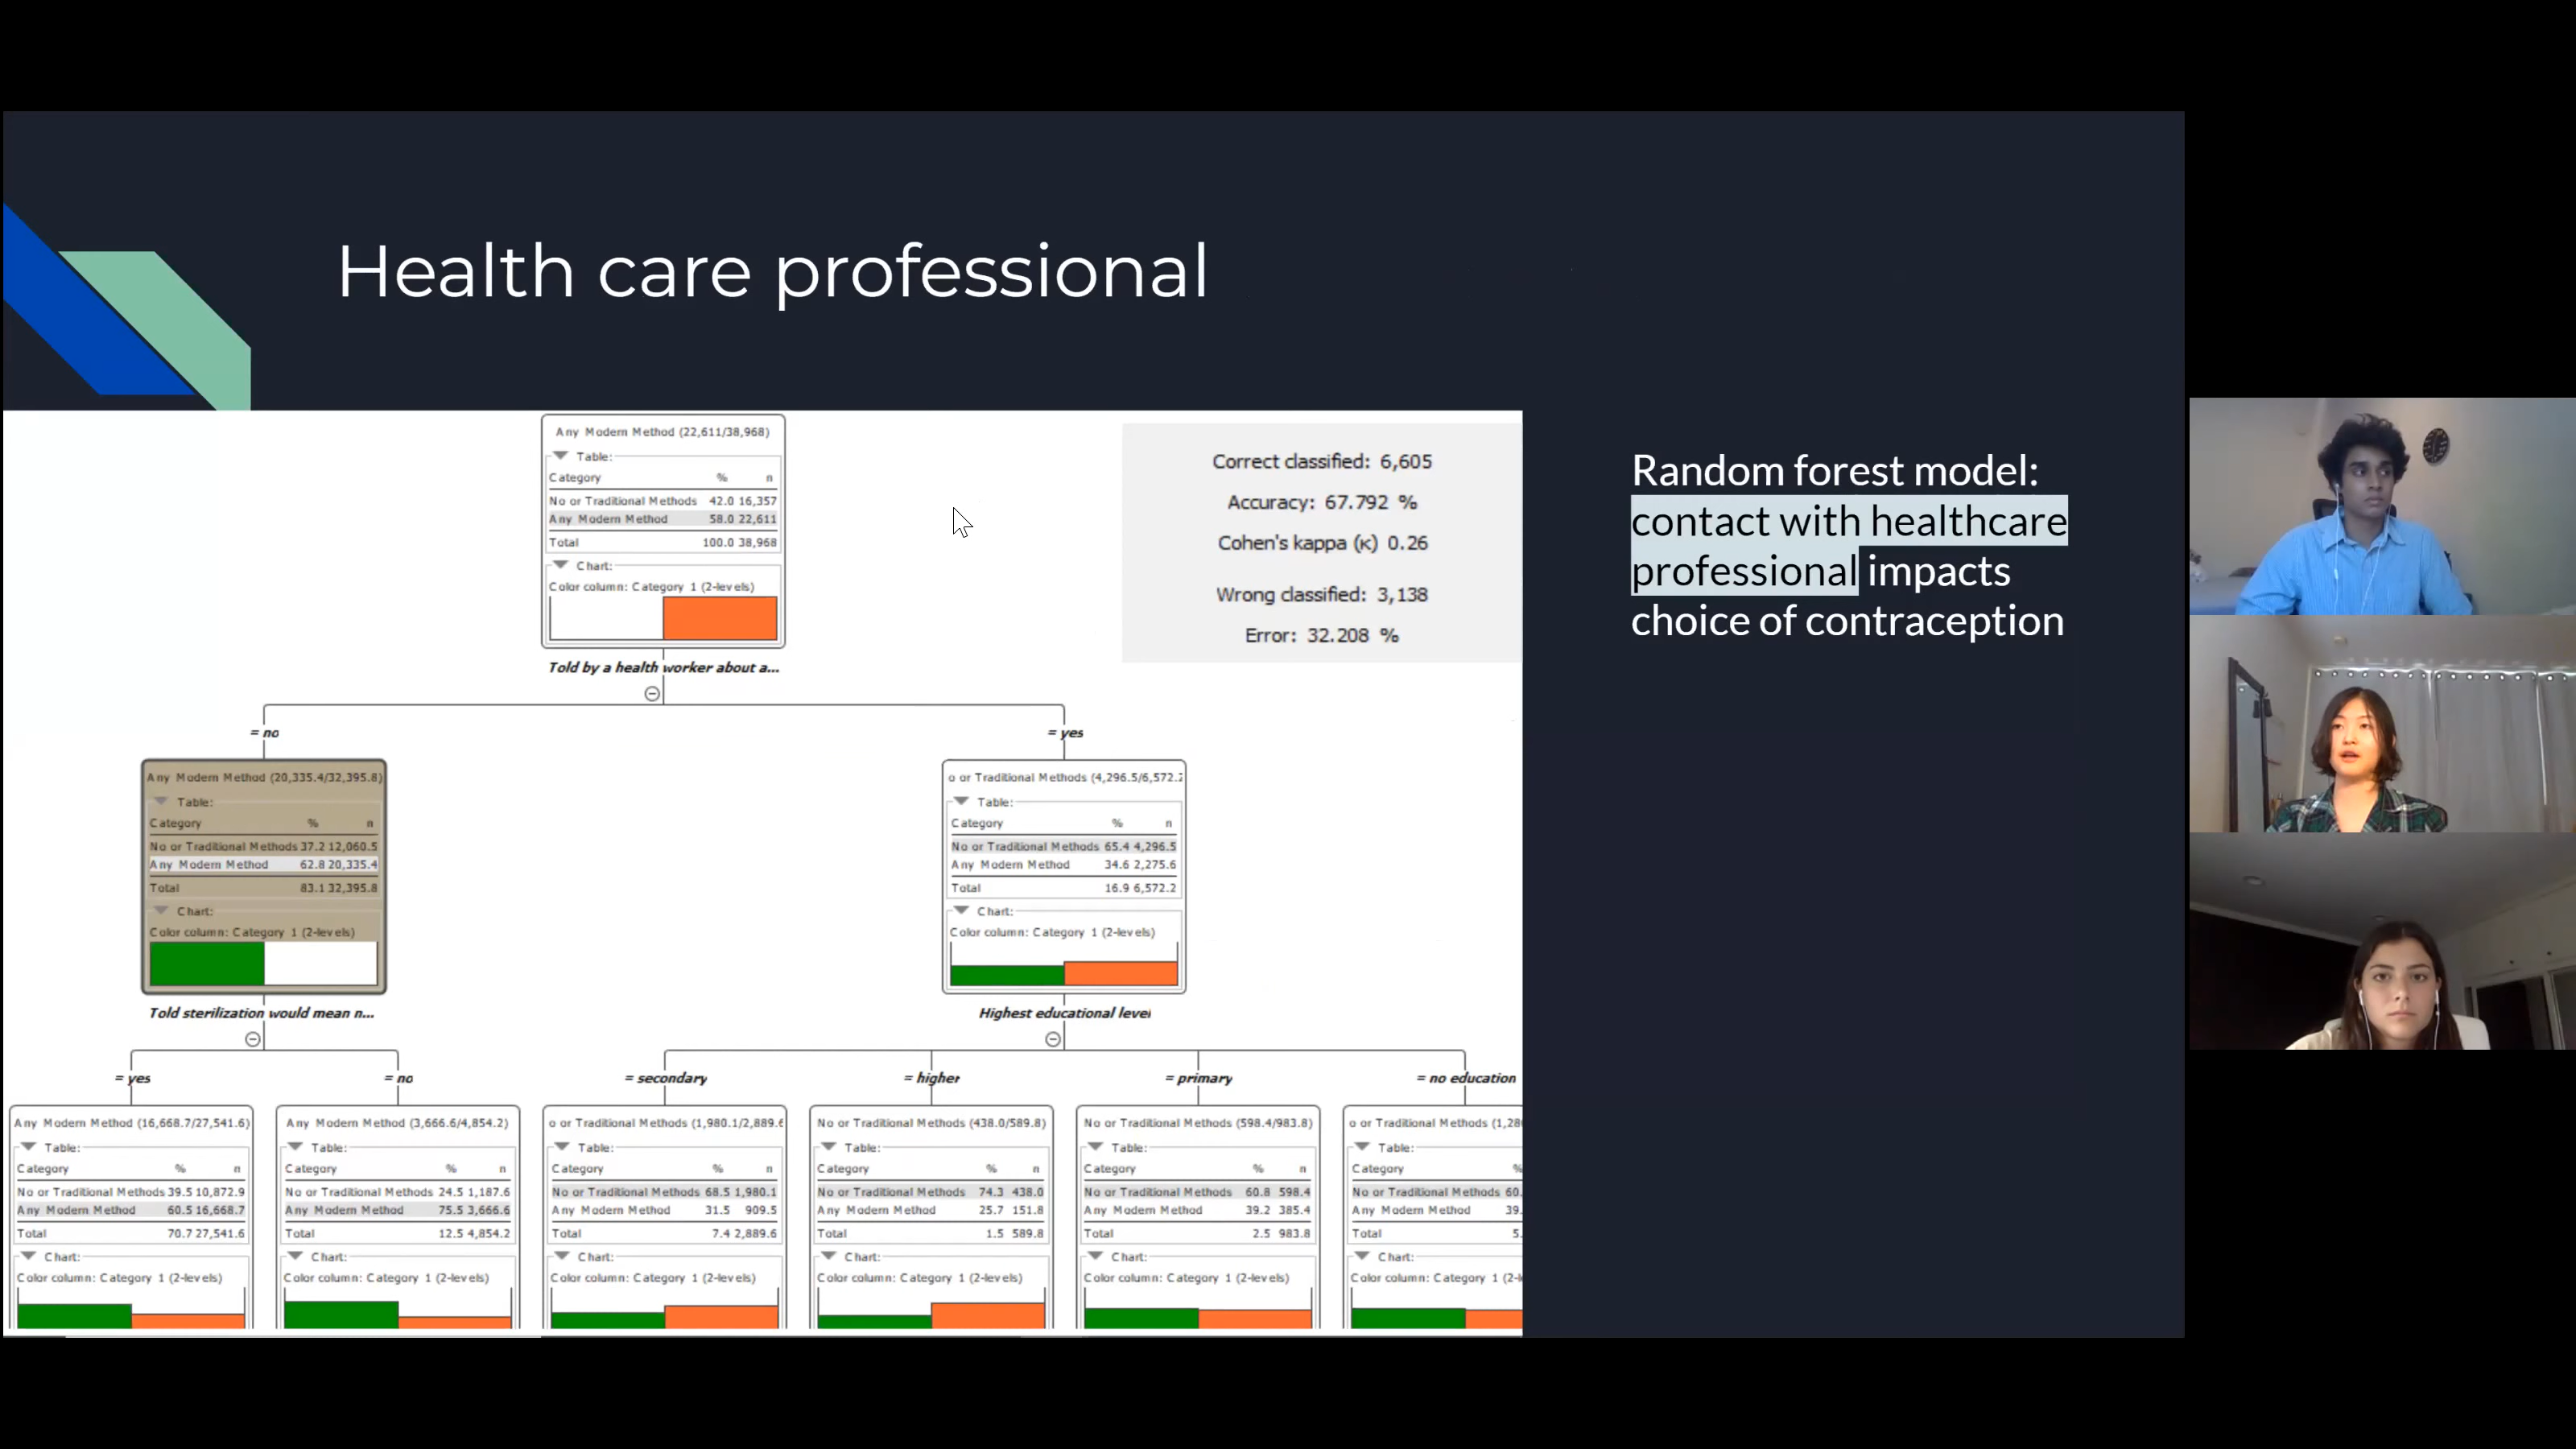 Health care professional
Any Modern Method (22,611/38,968)
Table:
Category % n
No or Traditional Methods 42.0 16,357
Any Modern Method 58.0 22,611
Total 100.0 38,968
Chart:
Color column: Category 1 (2-levels)
Told by a health worker about a...
Correct classified: 6,605
Accuracy: 67.792 %
Cohen's kappa (κ) 0.26
Wrong classified: 3,138
Error: 32.208 %
Random forest model:
contact with healthcare
professional impacts
choice of contraception
= no
Any Modern Method (20,335.4/32,395.8)
Table:
Category % n
No or Traditional Methods 37.2 12,060.5
Any Modern Method 62.8 20,335.4
Total 83.1 32,395.8
Chart:
Color column: Category 1 (2-levels)
Told sterilization would mean n...
= yes
o or Traditional Methods (4,296.5/6,572.2
Table:
Category % n
No or Traditional Methods 65.4 4,296.5
Any Modern Method 34.6 2,275.6
Total 16.9 6,572.2
Chart:
Color column: Category 1 (2-levels)
Highest educational level
= yes
Any Modern Method (16,668.7/27,541.6)
Table:
Category % n
No or Traditional Methods 39.5 10,872.9
Any Modern Method 60.5 16,668.7
Total 70.7 27,541.6
Chart:
Color column: Category 1 (2-levels)
= no
Any Modern Method (3,666.6/4,854.2)
Table:
Category % n
No or Traditional Methods 24.5 1,187.6
Any Modern Method 75.5 3,666.6
Total 12.5 4,854.2
Chart:
Color column: Category 1 (2-levels)
= secondary
o or Traditional Methods (1,980.1/2,889.6
Table:
Category % n
No or Traditional Methods 68.5 1,980.1
Any Modern Method 31.5 909.5
Total 7.4 2,889.6
Chart:
Color column: Category 1 (2-levels)
= higher
No or Traditional Methods (438.0/589.8)
Table:
Category % n
No or Traditional Methods 74.3 438.0
Any Modern Method 25.7 151.8
Total 1.5 589.8
Chart:
Color column: Category 1 (2-levels)
= primary
No or Traditional Methods (598.4/983.8)
Table:
Category % n
No or Traditional Methods 60.8 598.4
Any Modern Method 39.2 385.4
Total 2.5 983.8
Chart:
Color column: Category 1 (2-levels)
= no education
o or Traditional Methods (1,28
Table:
Category %
No or Traditional Methods 60.
Any Modern Method 39.
Total 5.
Chart:
Color column: Category 1 (2-l